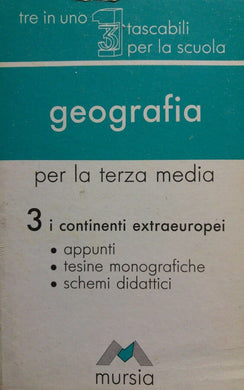 tre in uno
3
tascabili
per la scuola
geografia
per la terza media
3 i continenti extraeuropei
• appunti
• tesine monografiche
• schemi didattici
mursia